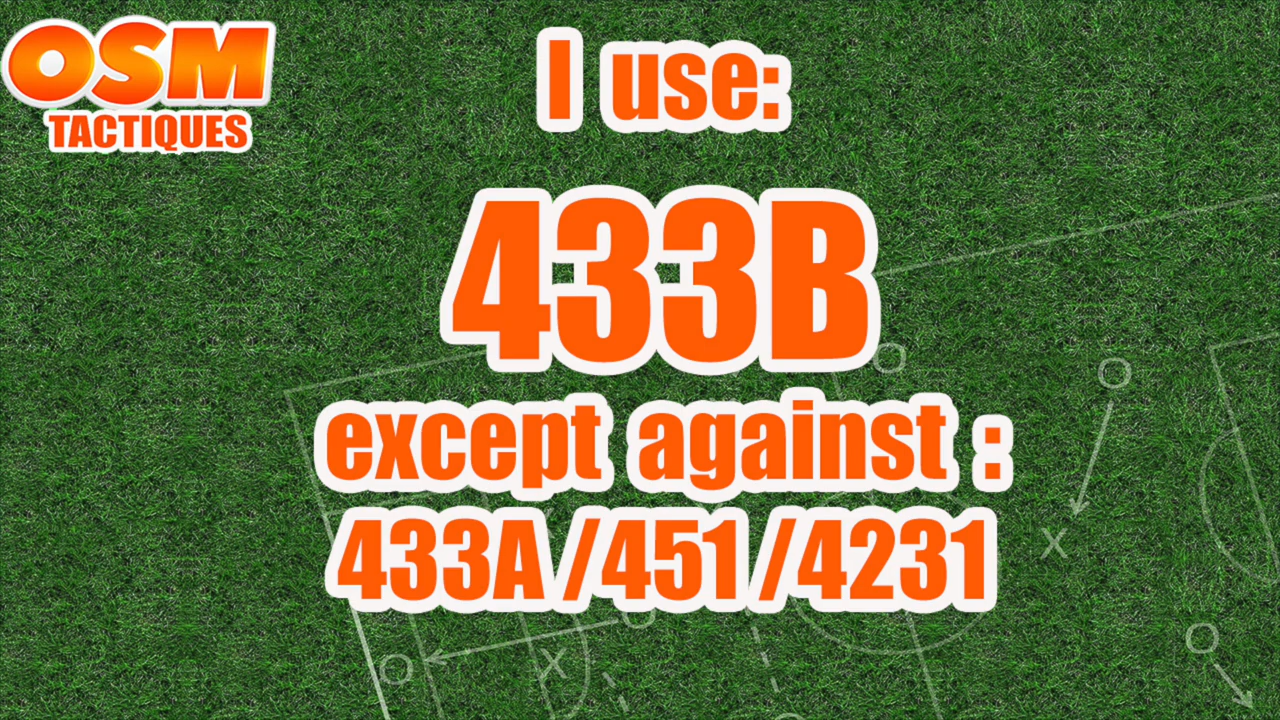 OSM
TACTIQUES
I use:
433B
except against :
433A /451 /4231